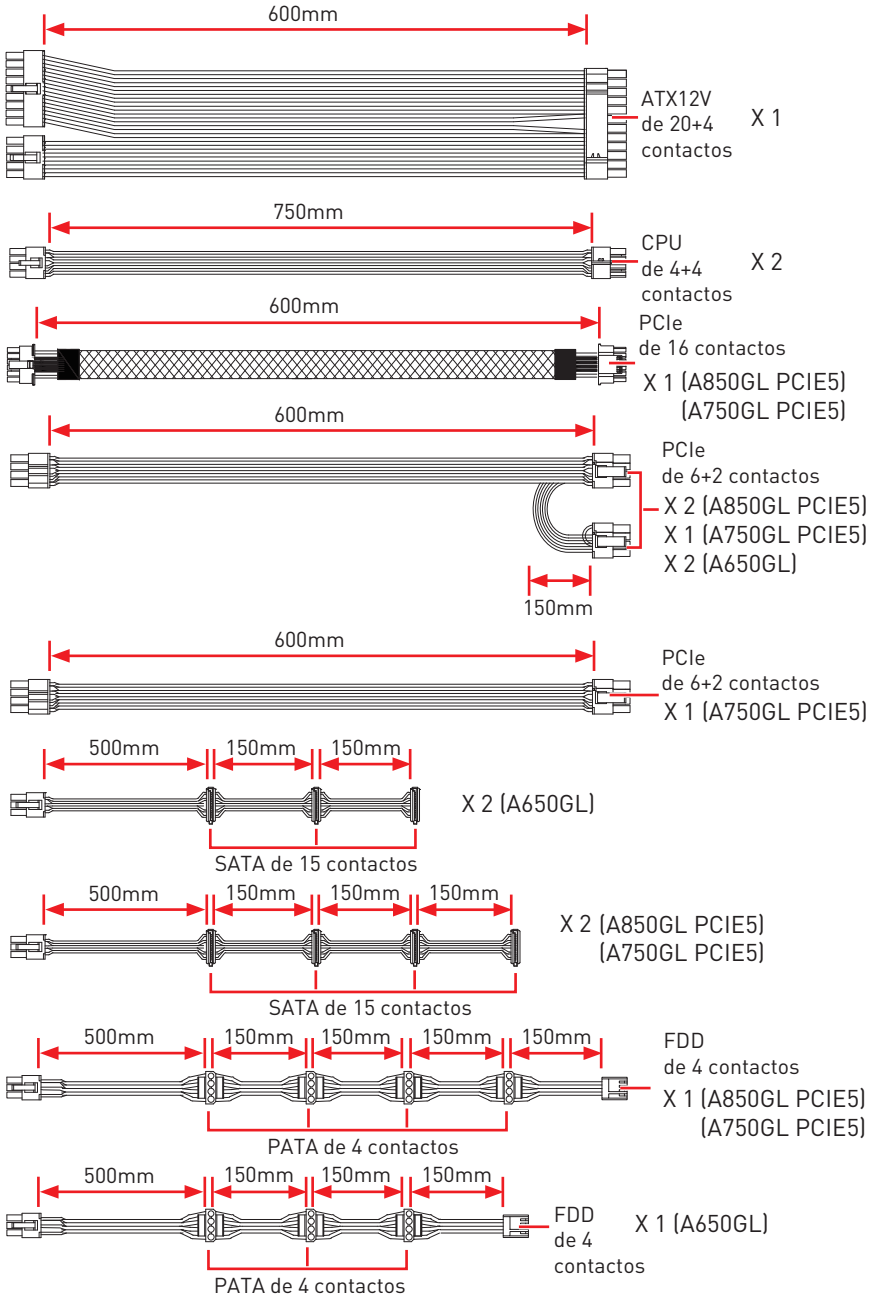 600mm
ATX12V
de 20+4
contactos
X 1
750mm
CPU
de 4+4
contactos
X 2
600mm
PCIe
de 16 contactos
X 1 (A850GL PCIE5)
(A750GL PCIE5)
600mm
PCIe
de 6+2 contactos
X 2 (A850GL PCIE5)
X 1 (A750GL PCIE5)
X 2 (A650GL)
150mm
600mm
PCIe
de 6+2 contactos
X 1 (A750GL PCIE5)
500mm 150mm 150mm
X 2 (A650GL)
SATA de 15 contactos
500mm 150mm 150mm 150mm
X 2 (A850GL PCIE5)
(A750GL PCIE5)
SATA de 15 contactos
500mm 150mm 150mm 150mm 150mm
FDD
de 4 contactos
X 1 (A850GL PCIE5)
(A750GL PCIE5)
PATA de 4 contactos
500mm 150mm 150mm 150mm
FDD
de 4
contactos
X 1 (A650GL)
PATA de 4 contactos